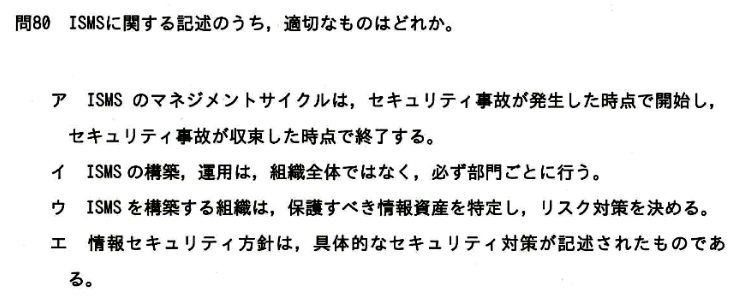 問80　ISMSに関する記述のうち，適切なものはどれか。
ア　ISMS のマネジメントサイクルは，セキュリティ事故が発生した時点で開始し，
セキュリティ事故が収束した時点で終了する。
イ　ISMS の構築，運用は，組織全体ではなく，必ず部門ごとに行う。
ウ　ISMS を構築する組織は，保護すべき情報資産を特定し，リスク対策を決める。
エ　情報セキュリティ方針は，具体的なセキュリティ対策が記述されたものであ
る。